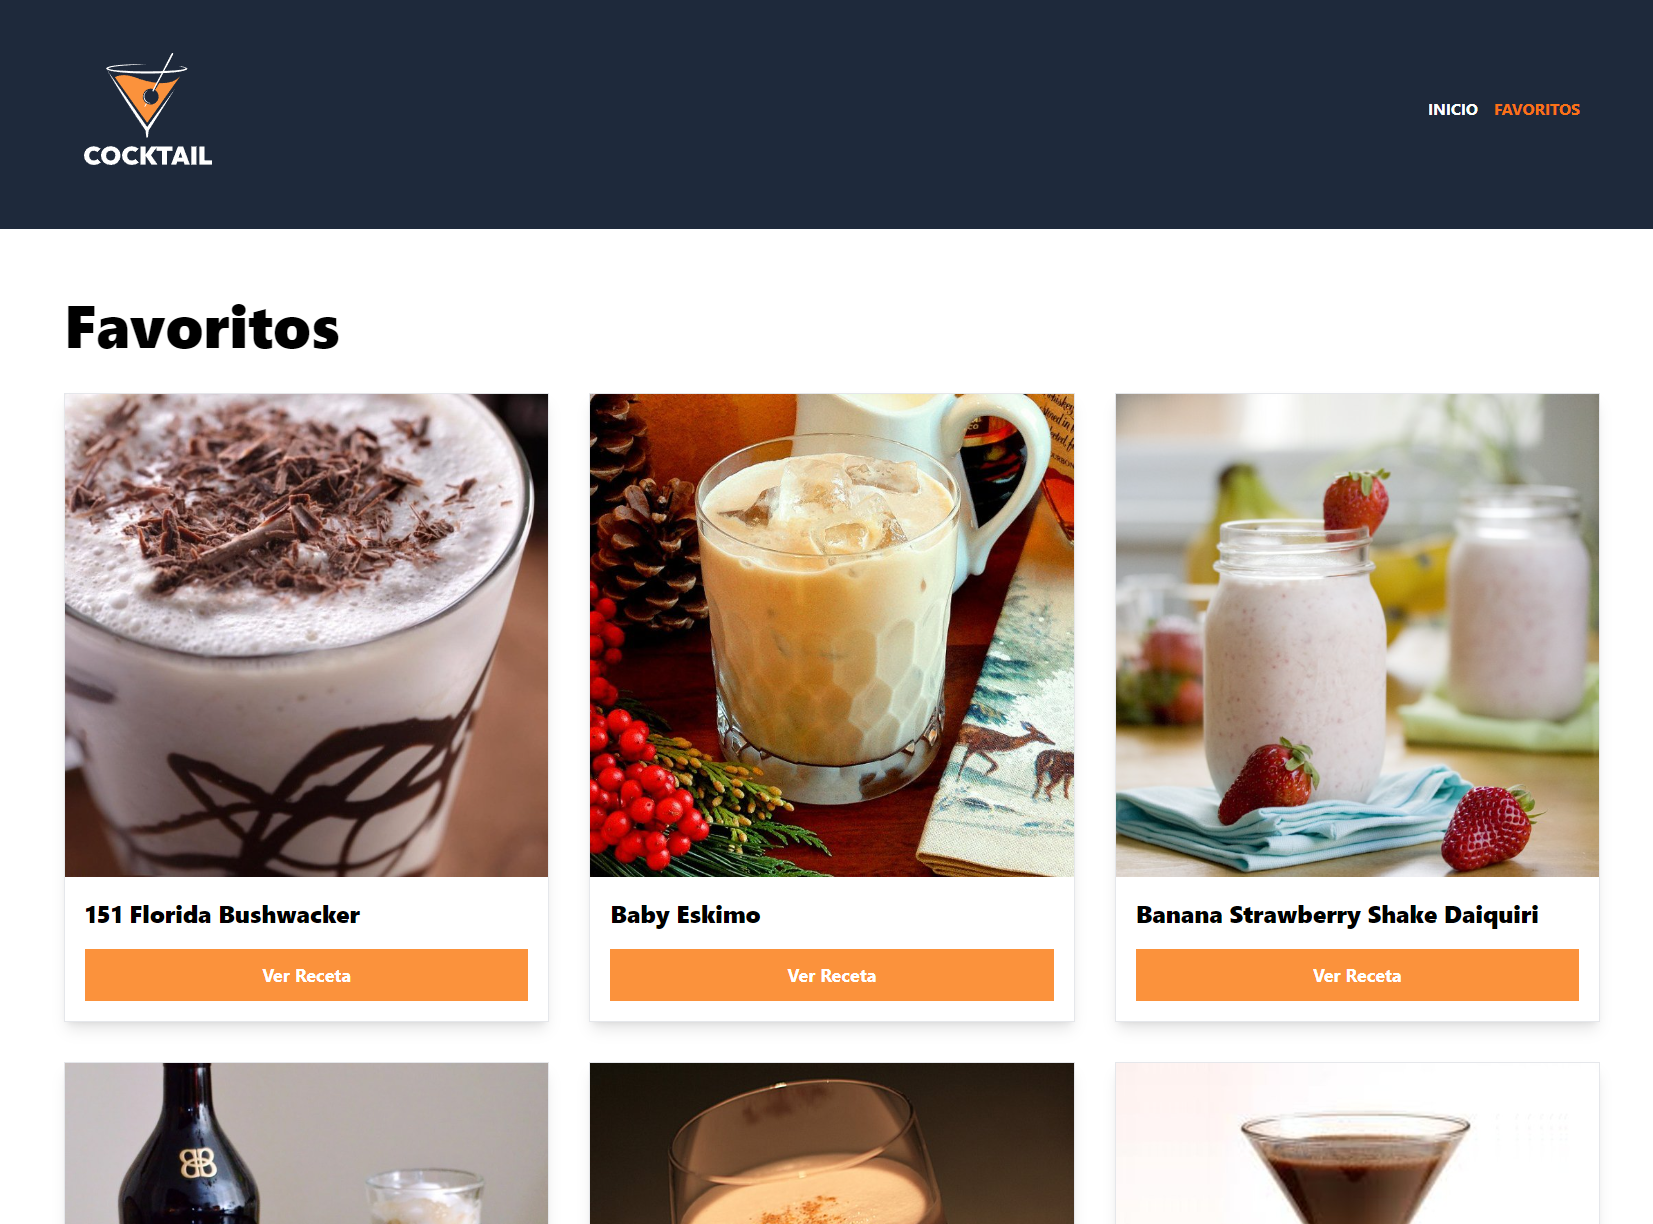 COCKTAIL
INICIO FAVORITOS
Favoritos
151 Florida Bushwacker
Baby Eskimo
Banana Strawberry Shake Daiquiri
Ver Receta
Ver Receta
Ver Receta